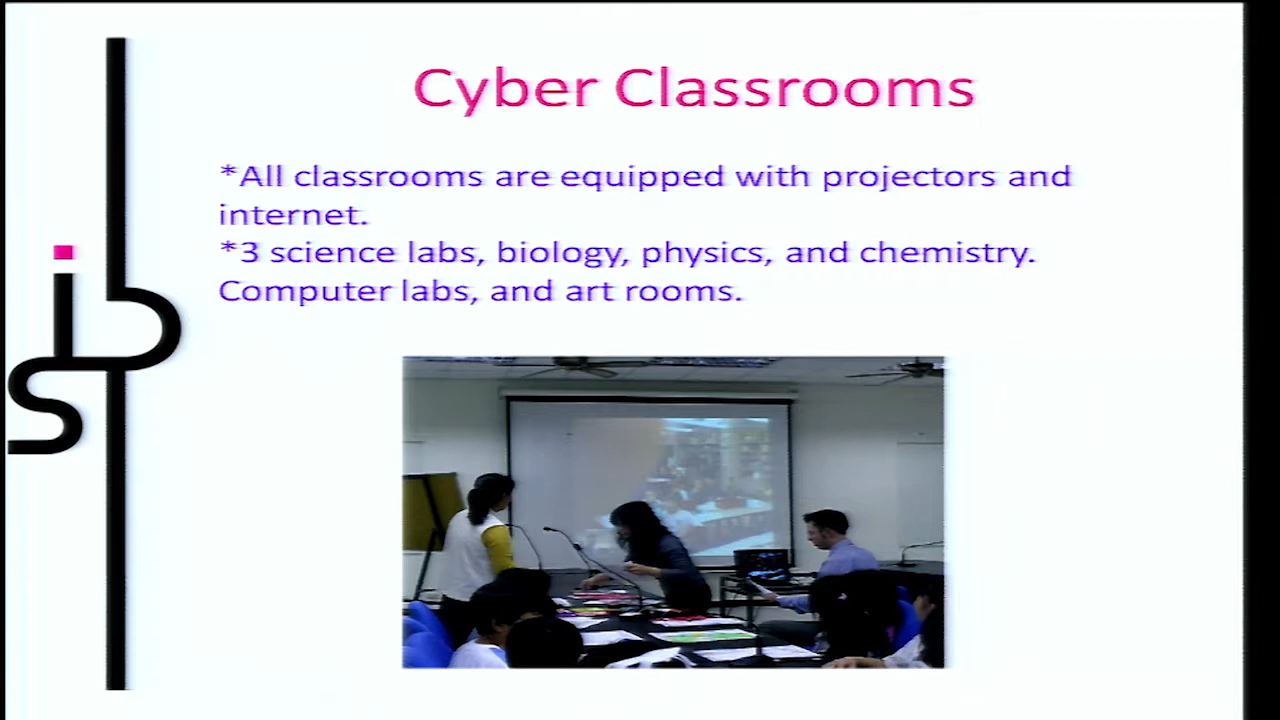 Cyber Classrooms
*All classrooms are equipped with projectors and
internet.
*3 science labs, biology, physics, and chemistry.
Computer labs, and art rooms.
ibs